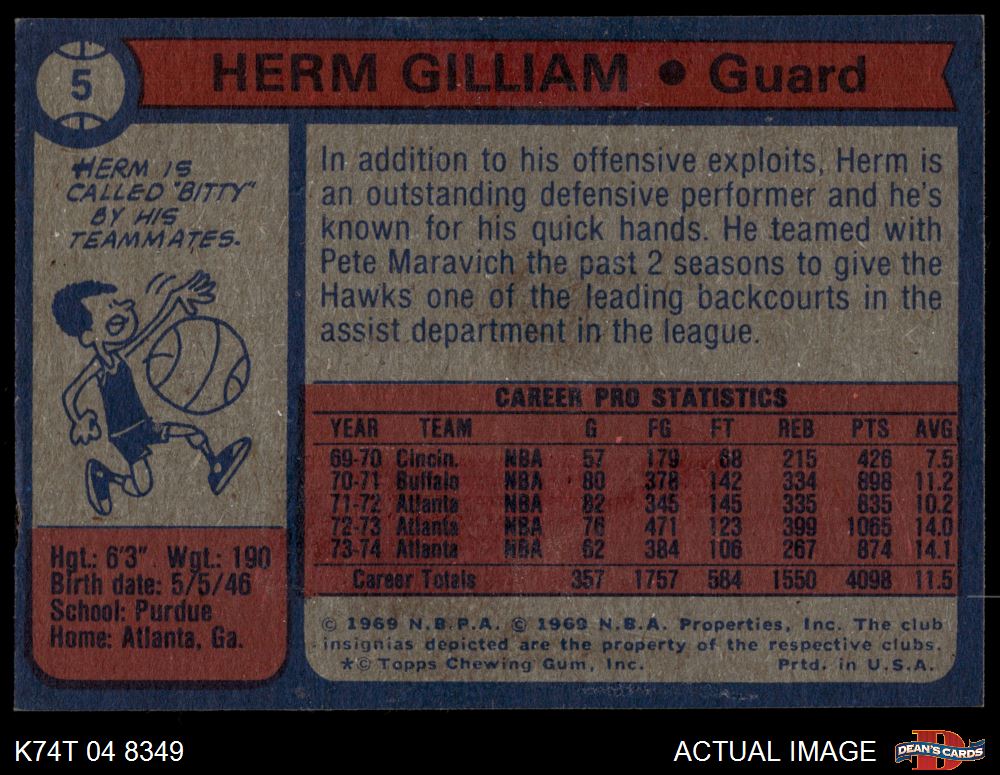 5
HERM GILLIAM • Guard
HERM IS
CALLED "BITTY"
BY HIS
TEAMMATES.
In addition to his offensive exploits, Herm is
an outstanding defensive performer and he's
known for his quick hands. He teamed with
Pete Maravich the past 2 seasons to give the
Hawks one of the leading backcourts in the
assist department in the league.
CAREER PRO STATISTICS
YEAR TEAM G FG FT REB PTS AVG
69-70 Cincin. NBA 57 179 68 215 426 7.5
70-71 Buffalo NBA 80 378 142 334 898 11.2
71-72 Atlanta NBA 82 345 145 335 835 10.2
72-73 Atlanta NBA 76 471 123 399 1065 14.0
73-74 Atlanta NBA 62 384 106 267 874 14.1
Career Totals 357 1757 584 1550 4098 11.5
Hgt.: 6'3" Wgt.: 190
Birth date: 5/5/46
School: Purdue
Home: Atlanta, Ga.
© 1969 N.B.P.A. © 1969 N.B.A. Properties, Inc. The club
insignias depicted are the property of the respective clubs.
*© Topps Chewing Gum, Inc. Prtd. in U.S.A.
K74T 04 8349
ACTUAL IMAGE
DEAN'S CARDS